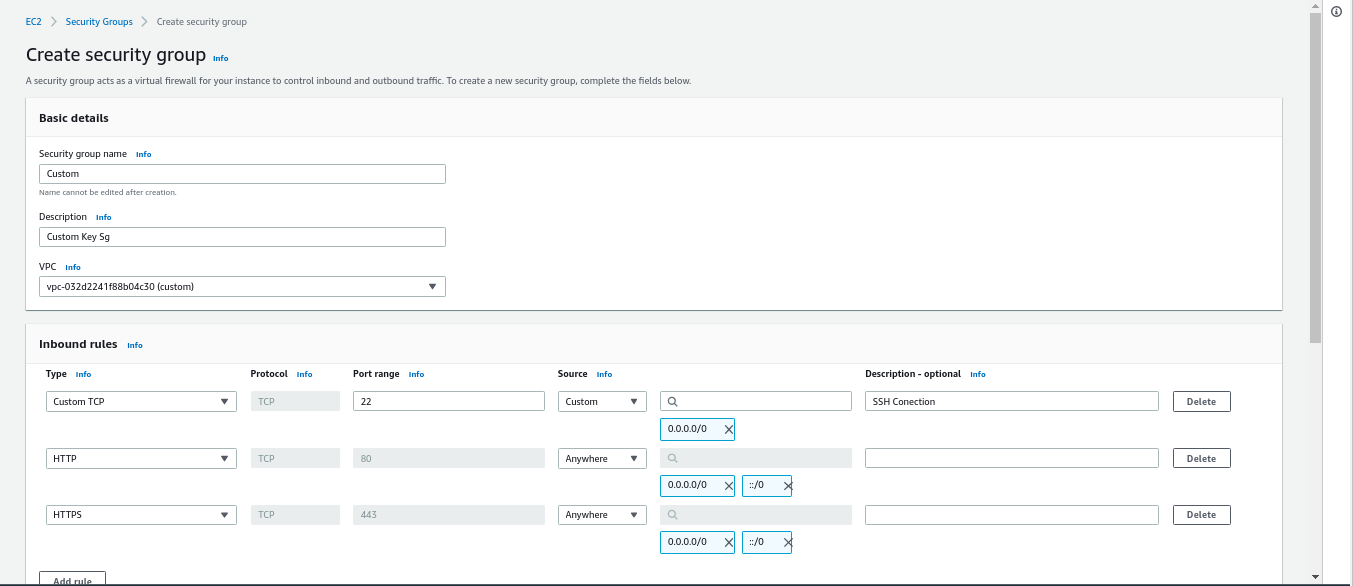 EC2 > Security Groups > Create security group
Create security group Info
A security group acts as a virtual firewall for your instance to control inbound and outbound traffic. To create a new security group, complete the fields below.
Basic details
Security group name Info
Custom
Name cannot be edited after creation.
Description Info
Custom Key Sg
VPC Info
vpc-032d2241f88b04c30 (custom)
Inbound rules Info
Type Info Protocol Info Port range Info Source Info Description - optional Info
Custom TCP TCP 22 Custom SSH Conection Delete
0.0.0.0/0
HTTP TCP 80 Anywhere Delete
0.0.0.0/0 ::/0
HTTPS TCP 443 Anywhere Delete
0.0.0.0/0 ::/0
Add rule